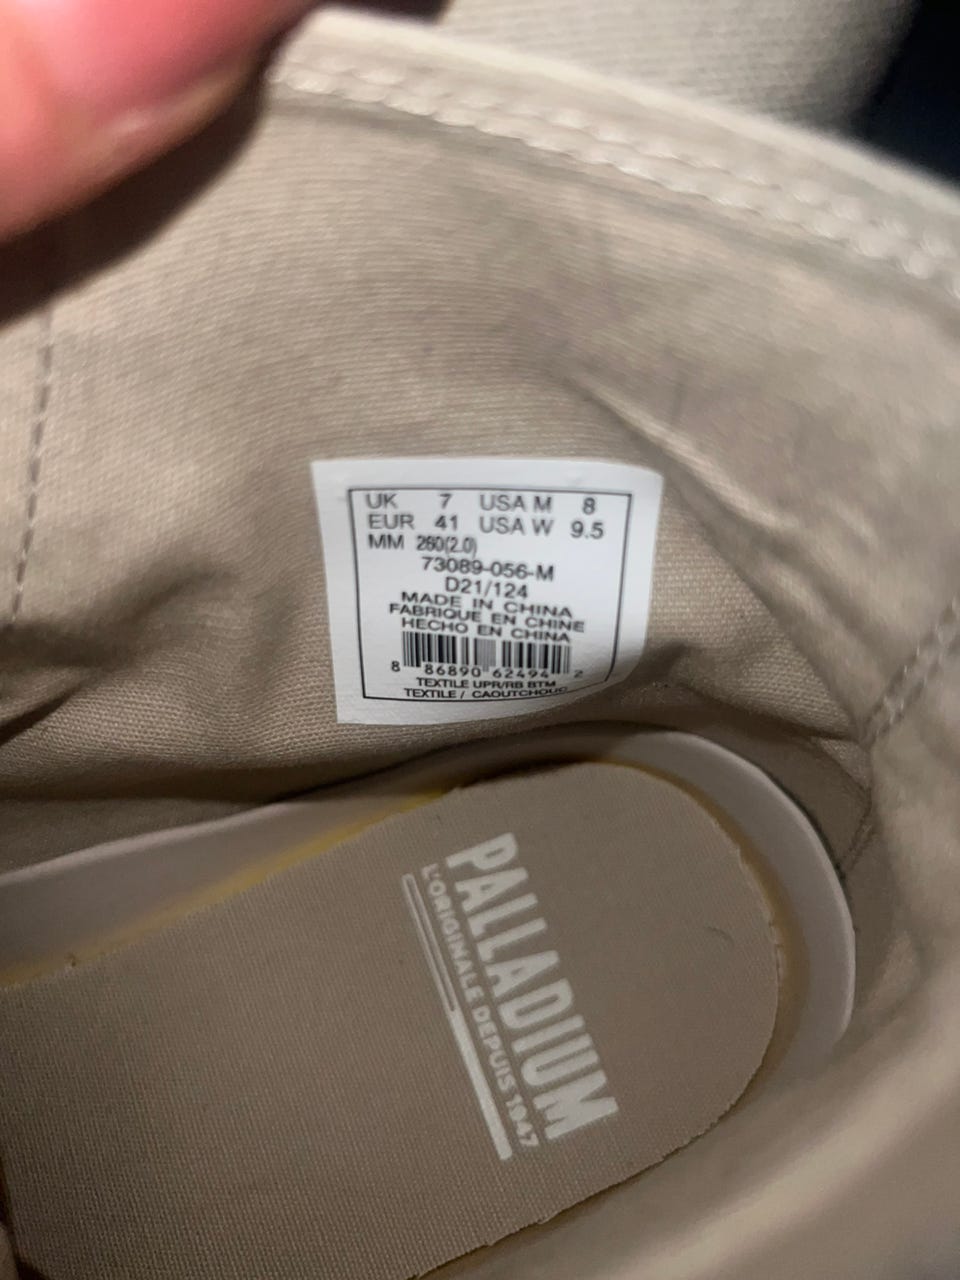 UK 7 USA M 8
EUR 41 USA W 9.5
MM 260(2.0)
73089-056-M
D21/124
MADE IN CHINA
FABRIQUE EN CHINE
HECHO EN CHINA
8 86890 62494 2
TEXTILE UPR/RB BTM
TEXTILE / CAOUTCHOUC
PALLADIUM
L'ORIGINALE DEPUIS 1947